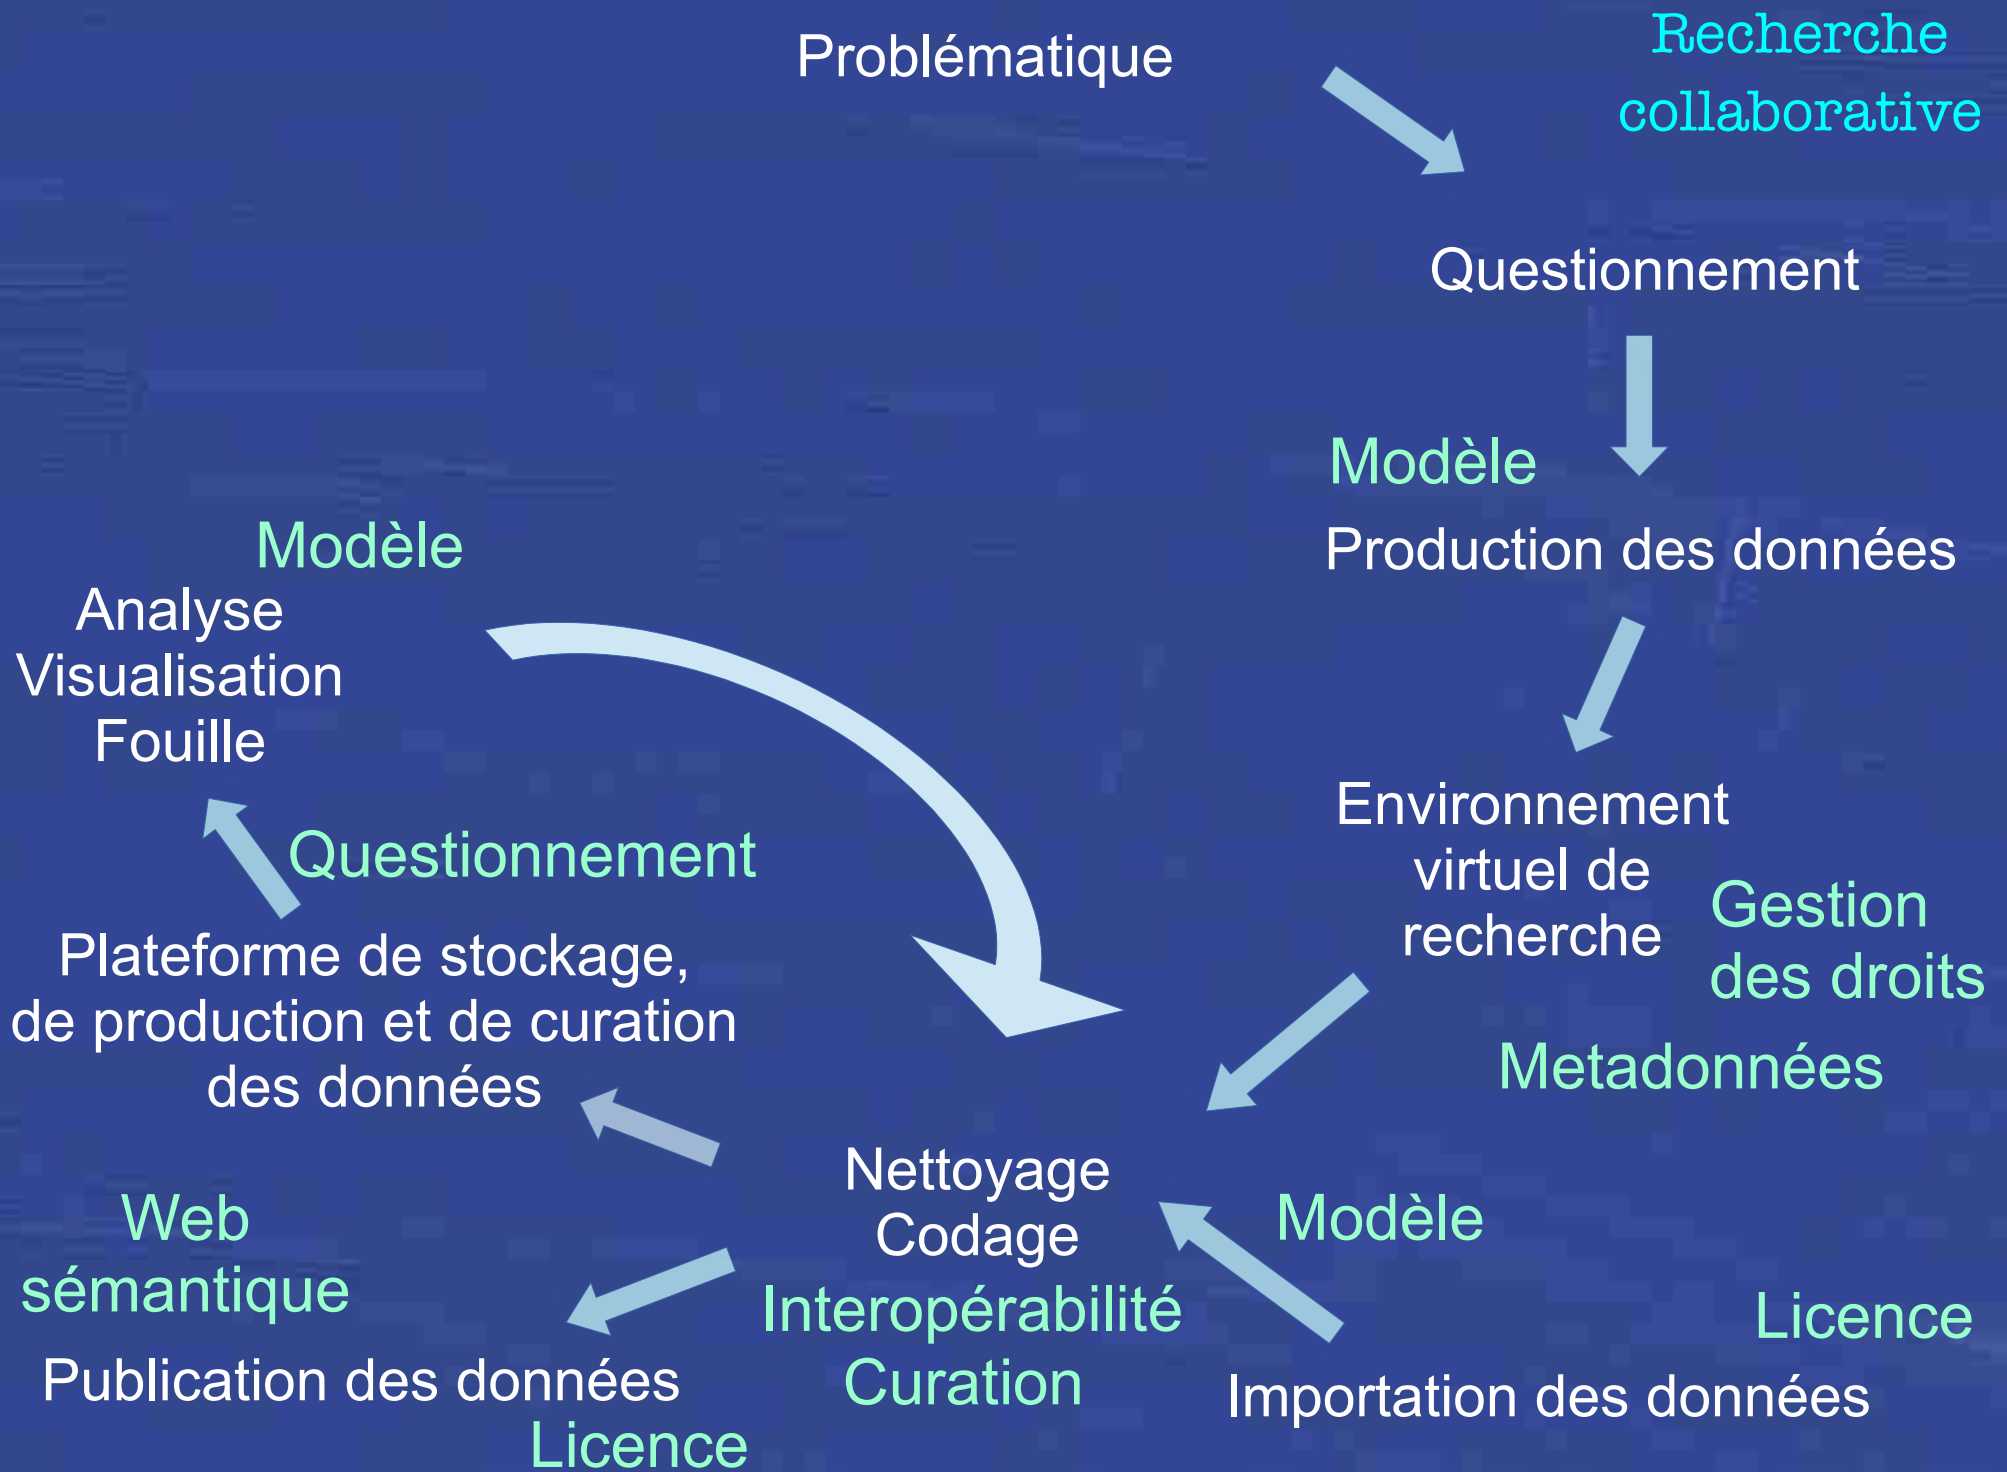 Problématique
Recherche
collaborative
Questionnement
Modèle
Production des données
Modèle
Analyse
Visualisation
Fouille
Environnement
virtuel de
recherche
Gestion
des droits
Metadonnées
Questionnement
Plateforme de stockage,
de production et de curation
des données
Nettoyage
Codage
Interopérabilité
Curation
Modèle
Licence
Importation des données
Web
sémantique
Publication des données
Licence